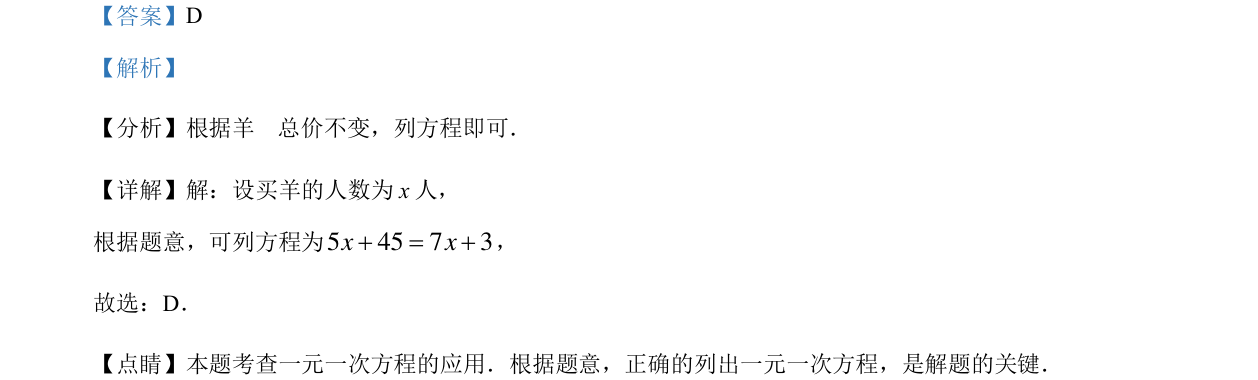 【答案】D
【解析】
【分析】根据羊 总价不变，列方程即可．
【详解】解：设买羊的人数为 x 人，
根据题意，可列方程为5x+45=7x+3，
故选：D．
【点睛】本题考查一元一次方程的应用．根据题意，正确的列出一元一次方程，是解题的关键．